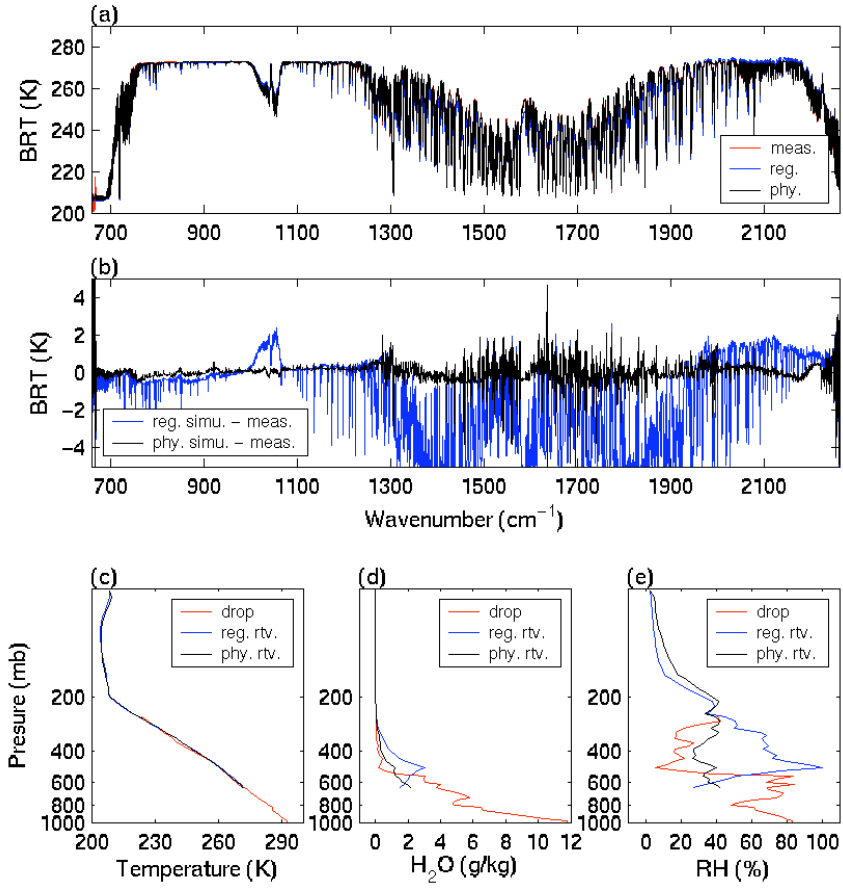 (a)
BRT (K)
280
260
240
220
200
meas.
reg.
phy.
700 900 1100 1300 1500 1700 1900 2100
(b)
BRT (K)
4
2
0
−2
−4
reg. simu. − meas.
phy. simu. − meas.
700 900 1100 1300 1500 1700 1900 2100
Wavenumber (cm⁻¹)
(c)
Presure (mb)
200
400
600
800
1000
drop
reg. rtv.
phy. rtv.
200 230 260 290
Temperature (K)
(d)
200
400
600
800
1000
drop
reg. rtv.
phy. rtv.
0 2 4 6 8 10 12
H₂O (g/kg)
(e)
200
400
600
800
1000
drop
reg. rtv.
phy. rtv.
0 20 40 60 80 100
RH (%)